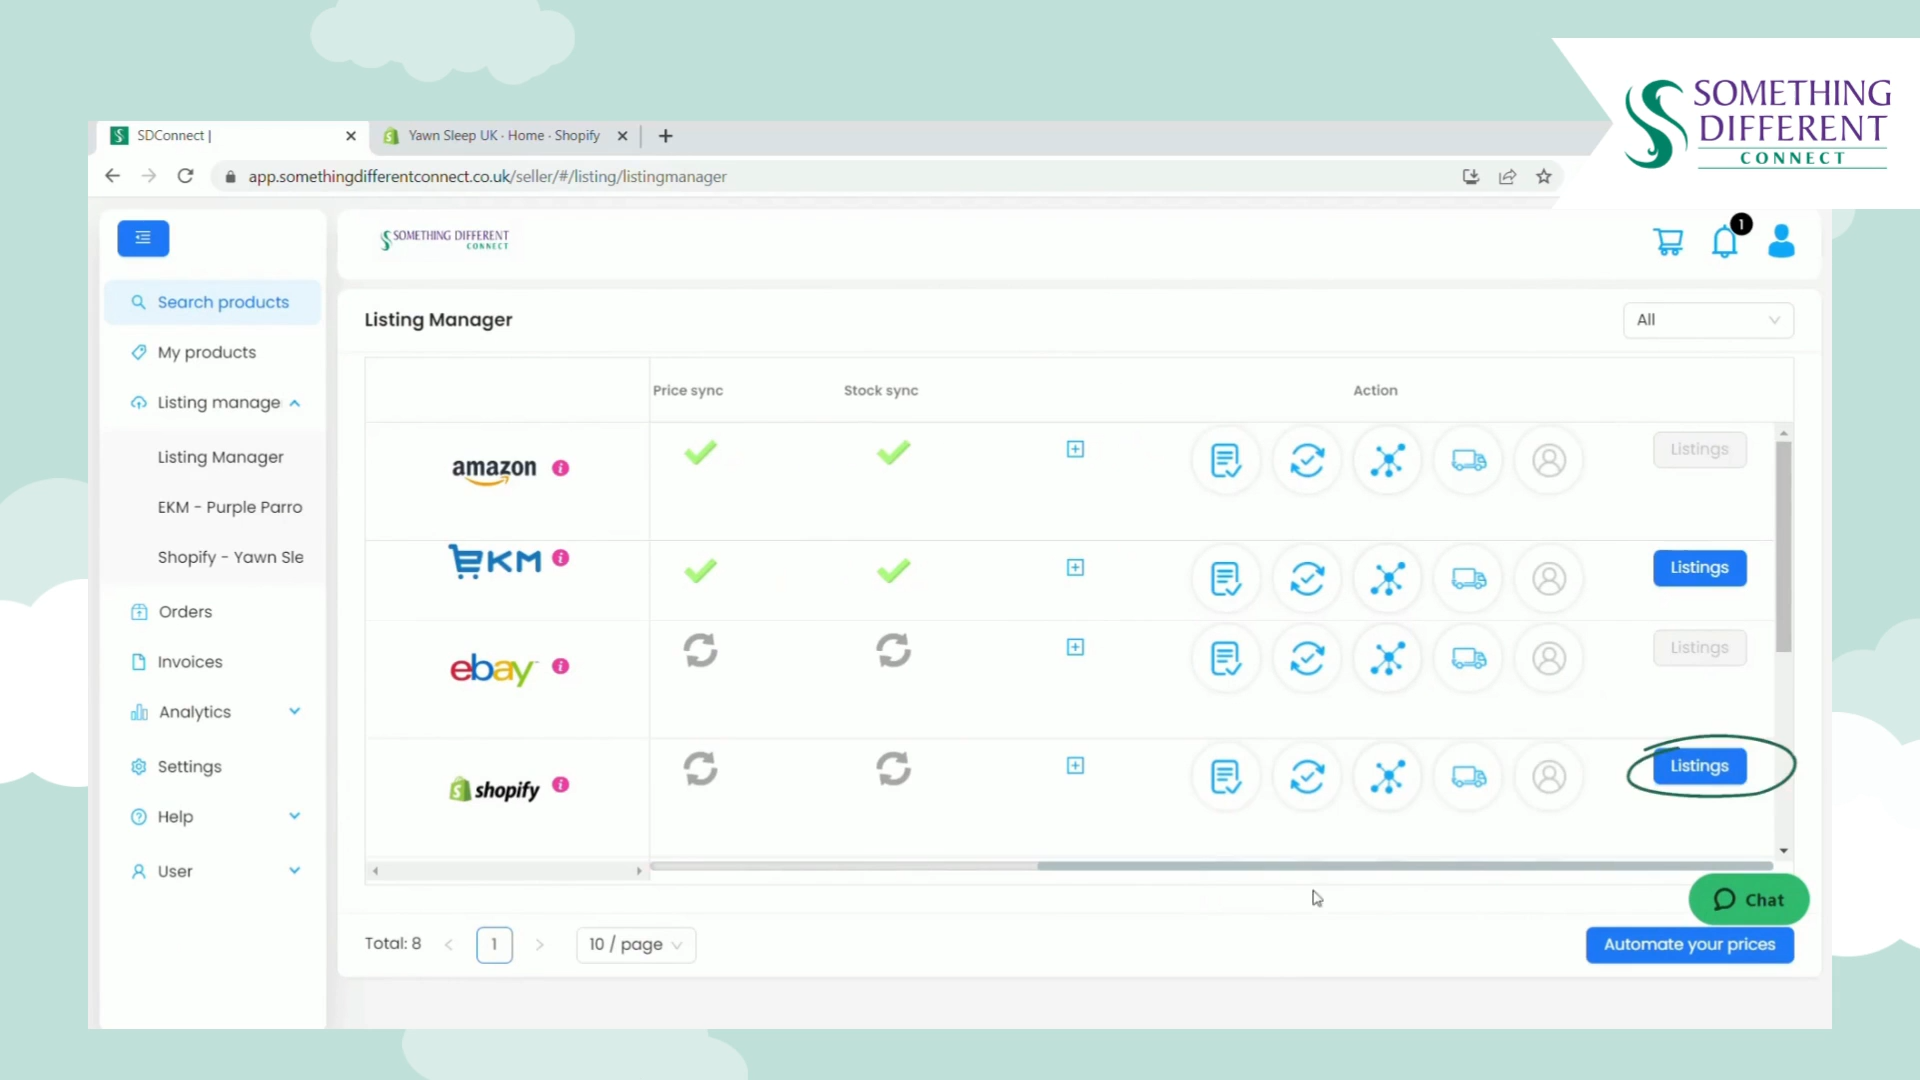 SOMETHING
DIFFERENT
CONNECT
SDConnect |
Yawn Sleep UK · Home · Shopify
app.somethingdifferentconnect.co.uk/seller/#/listing/listingmanager
SOMETHING DIFFERENT
CONNECT
1
Search products
My products
Listing manage
Listing Manager
EKM - Purple Parro
Shopify - Yawn Sle
Orders
Invoices
Analytics
Settings
Help
User
Listing Manager
All
Price sync
Stock sync
Action
amazon
Listings
EKM
Listings
ebay
Listings
shopify
Listings
Chat
Total: 8
1
10 / page
Automate your prices